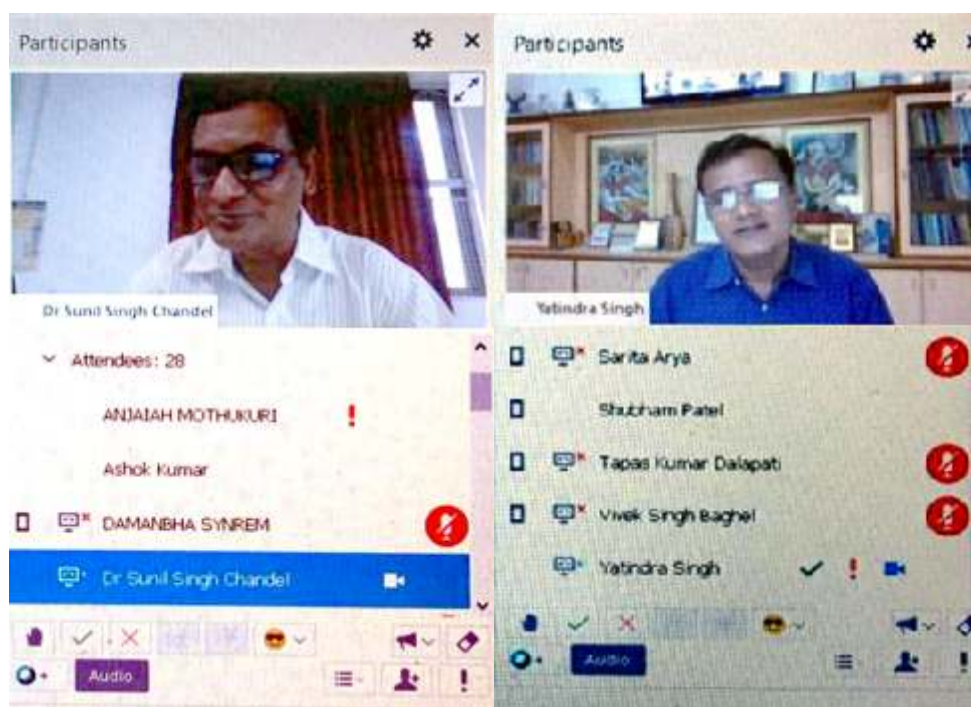 Participants
Dr Sunil Singh Chandel
Attendees: 28
ANJAIAH MOTHUKURI
Ashok Kumar
DAMANBHA SYNREM
Dr Sunil Singh Chandel
Audio
Participants
Yatindra Singh
Sarita Arya
Shubham Patel
Tapas Kumar Dalapati
Vivek Singh Baghel
Yatindra Singh
Audio